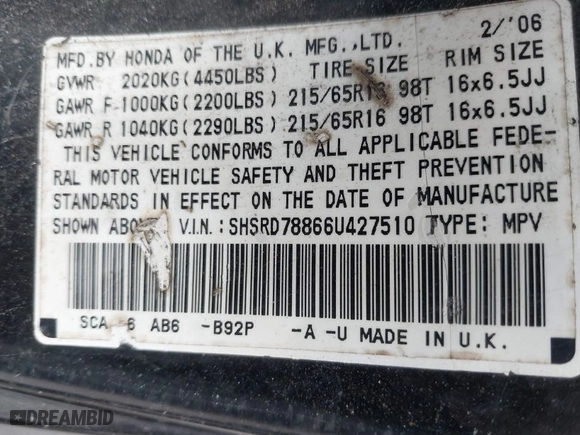 MFD.BY HONDA OF THE U.K. MFG.,LTD. 2/'06
GVWR 2020KG(4450LBS) TIRE SIZE RIM SIZE
GAWR F 1000KG(2200LBS) 215/65R16 98T 16x6.5JJ
GAWR R 1040KG(2290LBS) 215/65R16 98T 16x6.5JJ
THIS VEHICLE CONFORMS TO ALL APPLICABLE FEDE-
RAL MOTOR VEHICLE SAFETY AND THEFT PREVENTION
STANDARDS IN EFFECT ON THE DATE OF MANUFACTURE
SHOWN V.I.N.:SHSRD78866U427510 TYPE: MPV
6 AB6 -B92P -A -U MADE IN U.K.
DREAMBID